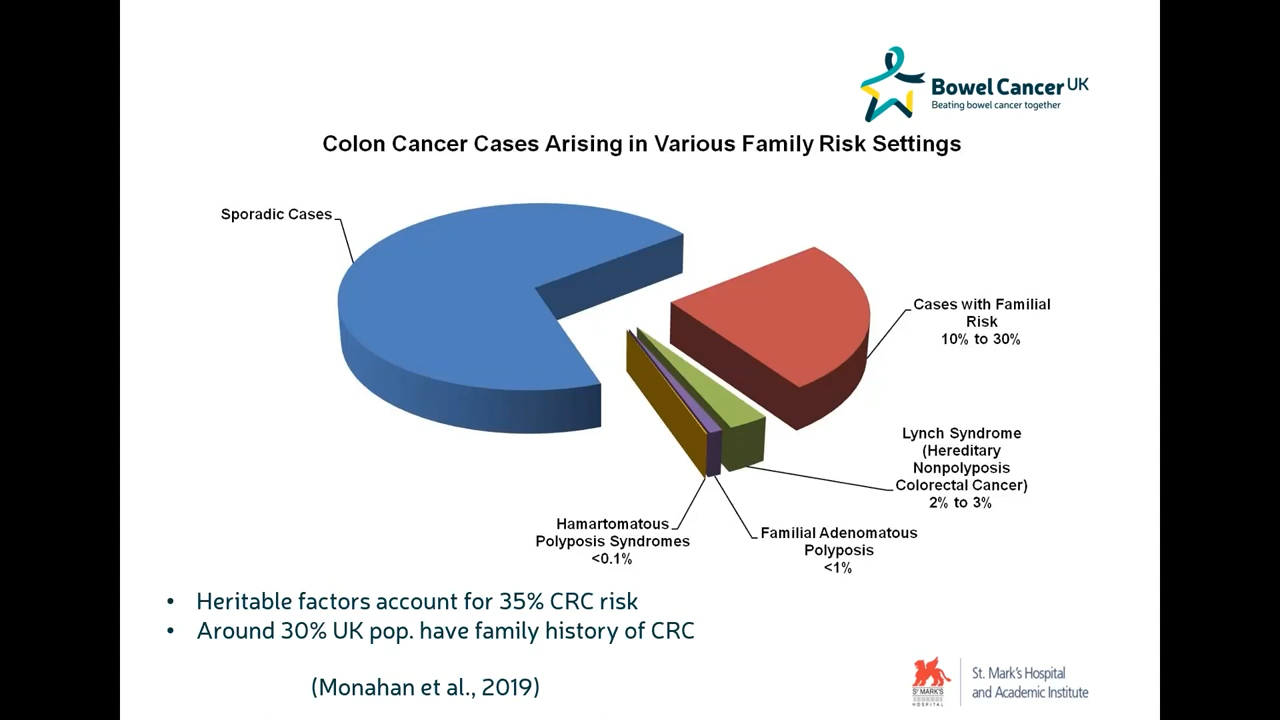 Bowel Cancer UK
Beating bowel cancer together
Colon Cancer Cases Arising in Various Family Risk Settings
Sporadic Cases
Cases with Familial
Risk
10% to 30%
Lynch Syndrome
(Hereditary
Nonpolyposis
Colorectal Cancer)
2% to 3%
Hamartomatous
Polyposis Syndromes
<0.1%
Familial Adenomatous
Polyposis
<1%
• Heritable factors account for 35% CRC risk
• Around 30% UK pop. have family history of CRC
(Monahan et al., 2019)
ST MARK'S
HOSPITAL
St. Mark's Hospital
and Academic Institute